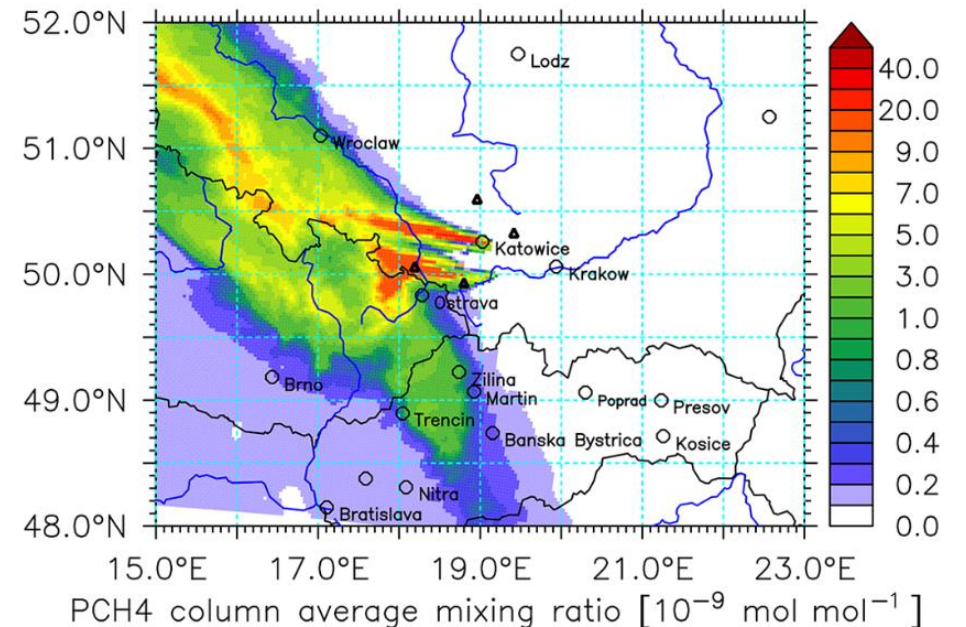 52.0°N
51.0°N
50.0°N
49.0°N
48.0°N
15.0°E 17.0°E 19.0°E 21.0°E 23.0°E
Lodz
Wroclaw
Katowice
Krakow
Ostrava
Zilina
Brno
Martin
Poprad
Presov
Trencin
Banska Bystrica
Kosice
Nitra
Bratislava
40.0
20.0
9.0
7.0
5.0
3.0
1.0
0.8
0.6
0.4
0.2
0.0
PCH4 column average mixing ratio [10⁻⁹ mol mol⁻¹ ]